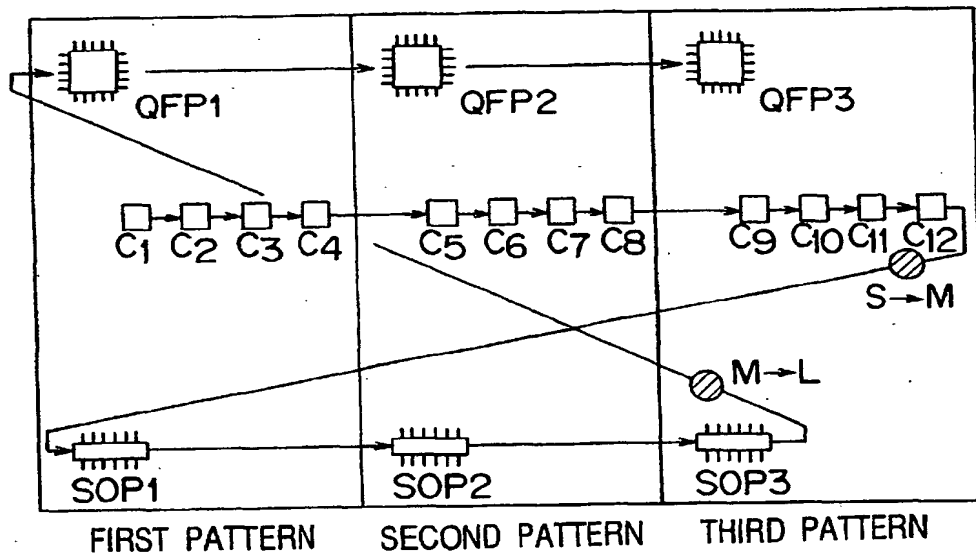 QFP1 QFP2 QFP3
C1 C2 C3 C4 C5 C6 C7 C8 C9 C10 C11 C12
S→M
M→L
SOP1 SOP2 SOP3
FIRST PATTERN SECOND PATTERN THIRD PATTERN